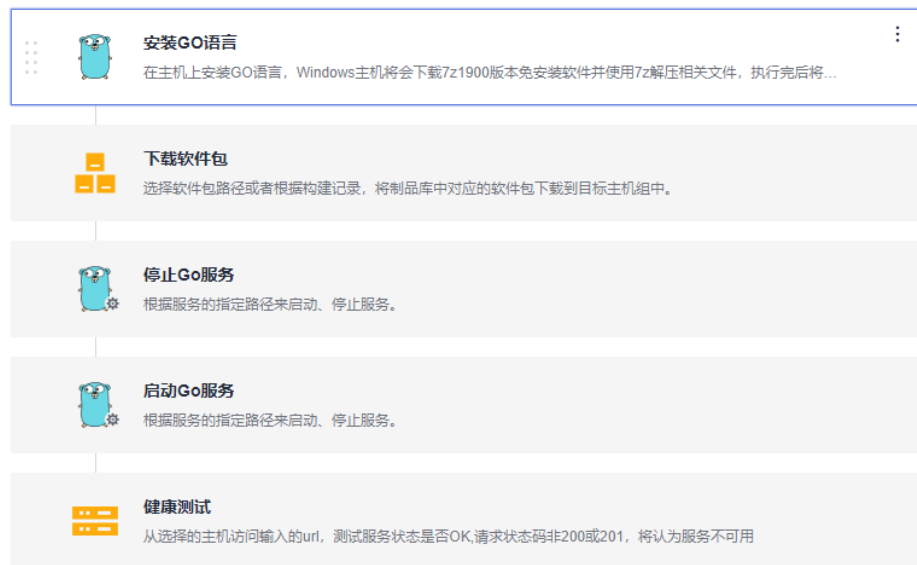 安装GO语言
在主机上安装GO语言，Windows主机将会下载7z1900版本免安装软件并使用7z解压相关文件，执行完后将...
下载软件包
选择软件包路径或者根据构建记录，将制品库中对应的软件包下载到目标主机组中。
停止Go服务
根据服务的指定路径来启动、停止服务。
启动Go服务
根据服务的指定路径来启动、停止服务。
健康测试
从选择的主机访问输入的url，测试服务状态是否OK,请求状态码非200或201，将认为服务不可用